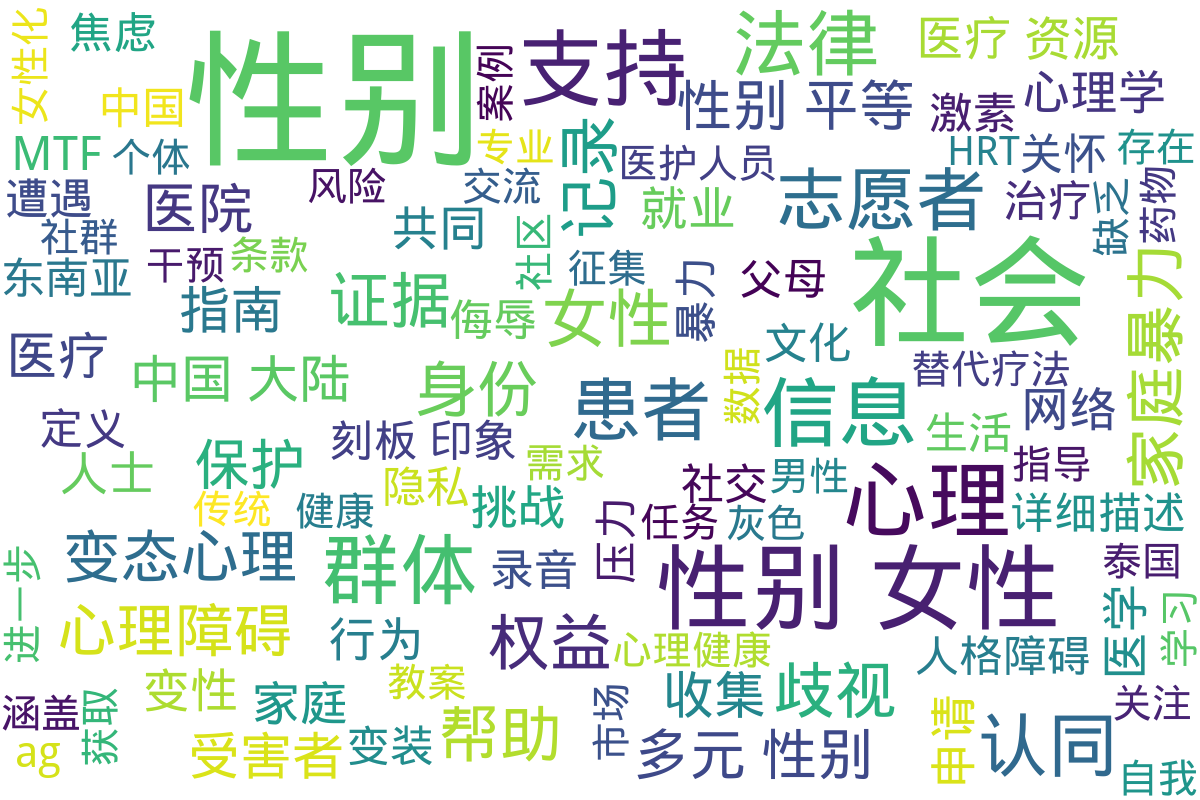 女性化
焦虑
性别
案例
支持
法律
医疗 资源
中国
专业
记录
性别 平等
激素
心理学
MTF
个体
风险
交流
医护人员
HRT
关怀
存在
遭遇
医院
共同
社区
就业
志愿者
治疗
缺乏
药物
社群
东南亚
干预
条款
征集
暴力
父母
社会
家庭暴力
指南
证据
侮辱
女性
医疗
中国 大陆
身份
患者
数据
文化
信息
替代疗法
网络
定义
人士
保护
刻板 印象
隐私
需求
生活
社交
男性
心理
指导
传统
健康
挑战
压力
任务
灰色
详细描述
进一步
变态心理
群体
录音
性别 女性
泰国
医学
学习
心理障碍
行为
权益
心理健康
人格障碍
涵盖
获取
变性
家庭
教案
市场
收集
歧视
申请
关注
ag
受害者
变装
帮助
多元 性别
认同
自我